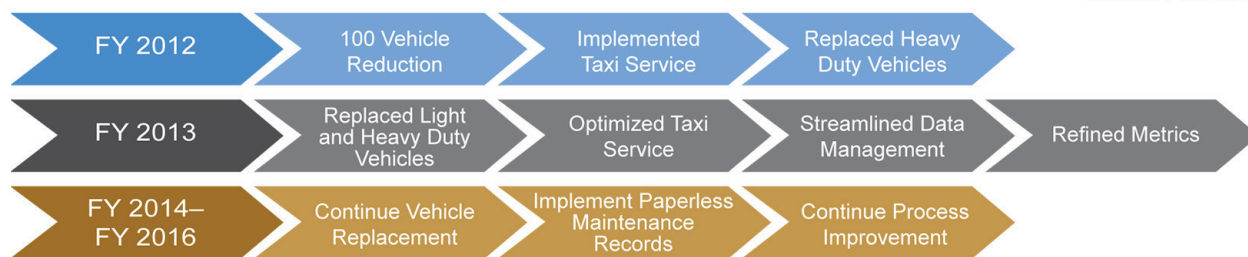 FY 2012
100 Vehicle
Reduction
Implemented
Taxi Service
Replaced Heavy
Duty Vehicles
FY 2013
Replaced Light
and Heavy Duty
Vehicles
Optimized Taxi
Service
Streamlined Data
Management
Refined Metrics
FY 2014–
FY 2016
Continue Vehicle
Replacement
Implement Paperless
Maintenance
Records
Continue Process
Improvement